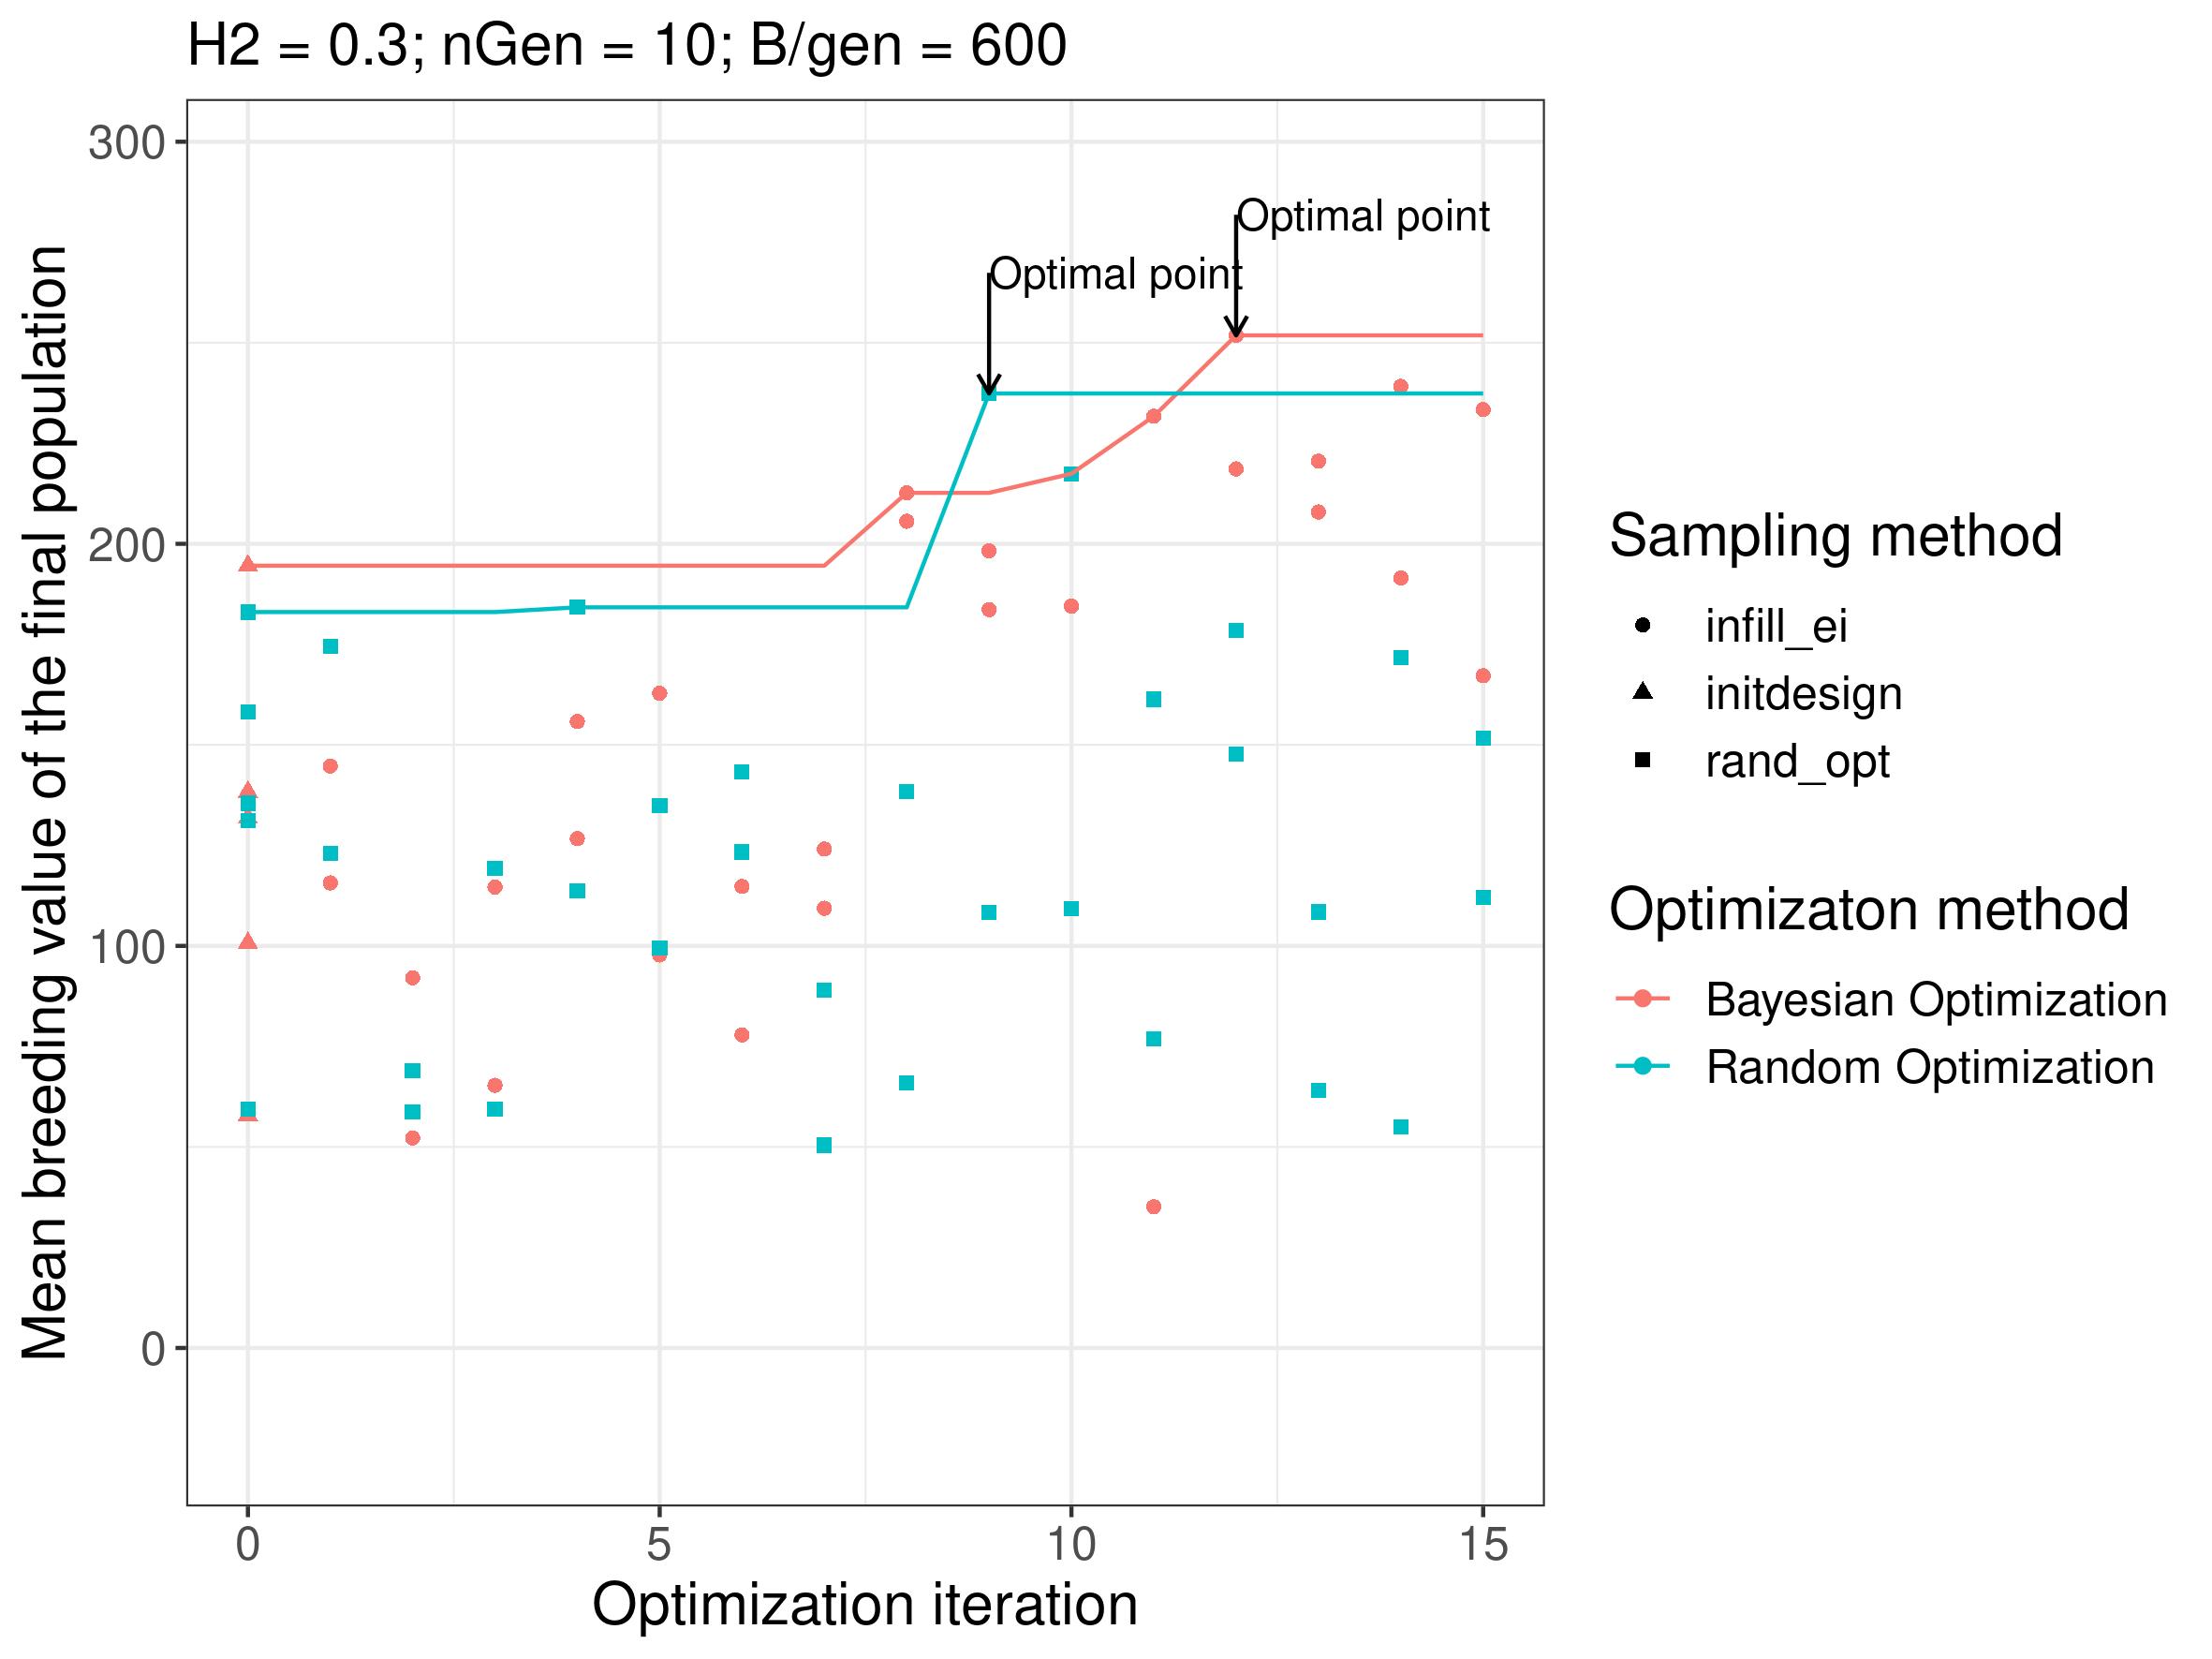 H2 = 0.3; nGen = 10; B/gen = 600
Mean breeding value of the final population
300
200
100
0
Optimal point
Optimal point
0
5
10
15
Optimization iteration
Sampling method
infill_ei
initdesign
rand_opt
Optimizaton method
Bayesian Optimization
Random Optimization